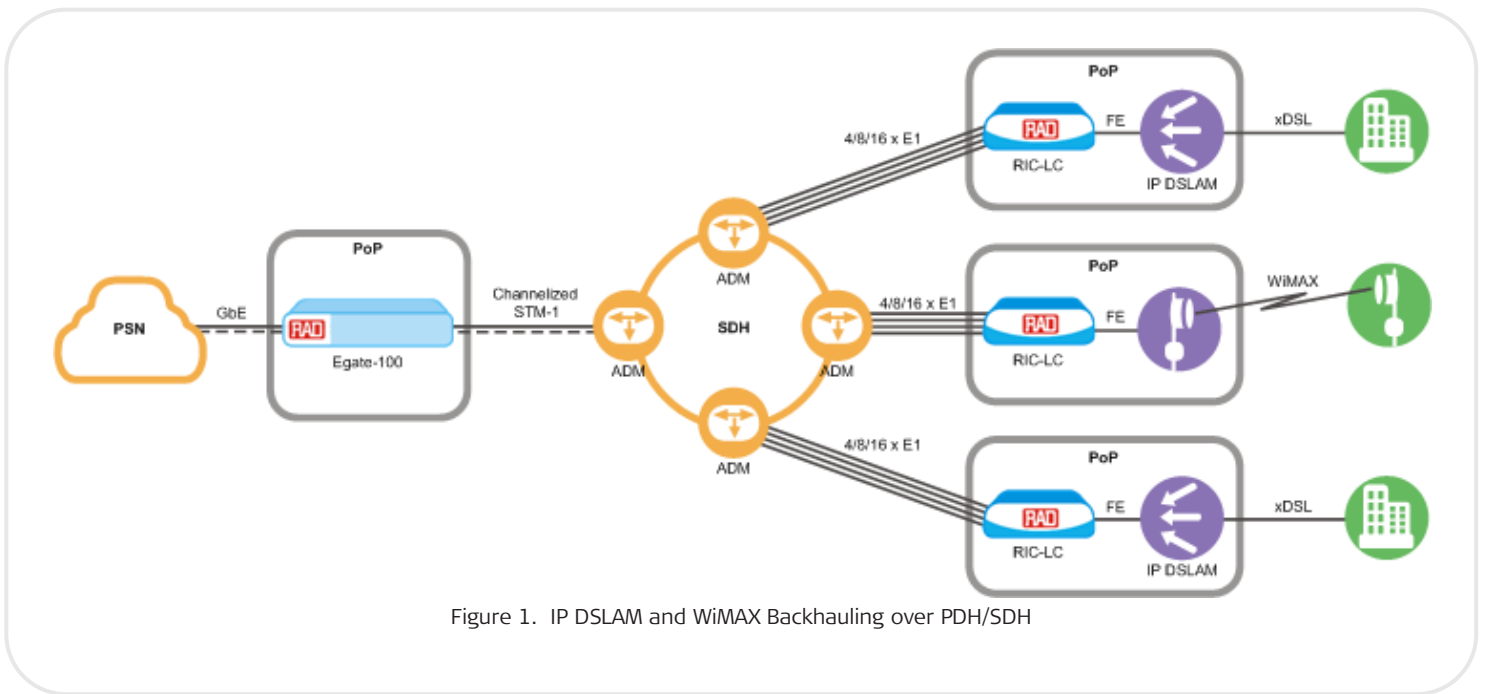 PSN
GbE
PoP
RAD
Egate-100
Channelized
STM-1
ADM
ADM
SDH
ADM
ADM
4/8/16 x E1
PoP
RAD
RIC-LC
FE
IP DSLAM
xDSL
4/8/16 x E1
PoP
RAD
RIC-LC
FE
WiMAX
4/8/16 x E1
PoP
RAD
RIC-LC
FE
IP DSLAM
xDSL
Figure 1. IP DSLAM and WiMAX Backhauling over PDH/SDH